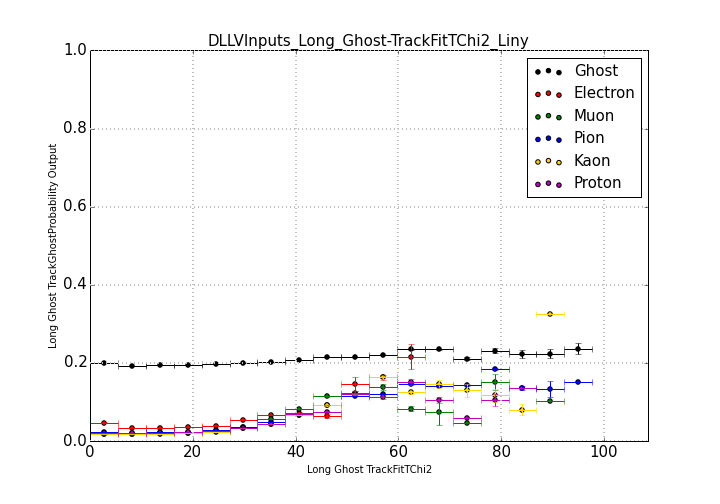 DLLVInputs_Long_Ghost-TrackFitTChi2_Liny
1.0
0.8
0.6
0.4
0.2
0.0
Long Ghost TrackGhostProbability Output
Ghost
Electron
Muon
Pion
Kaon
Proton
0 20 40 60 80 100
Long Ghost TrackFitTChi2